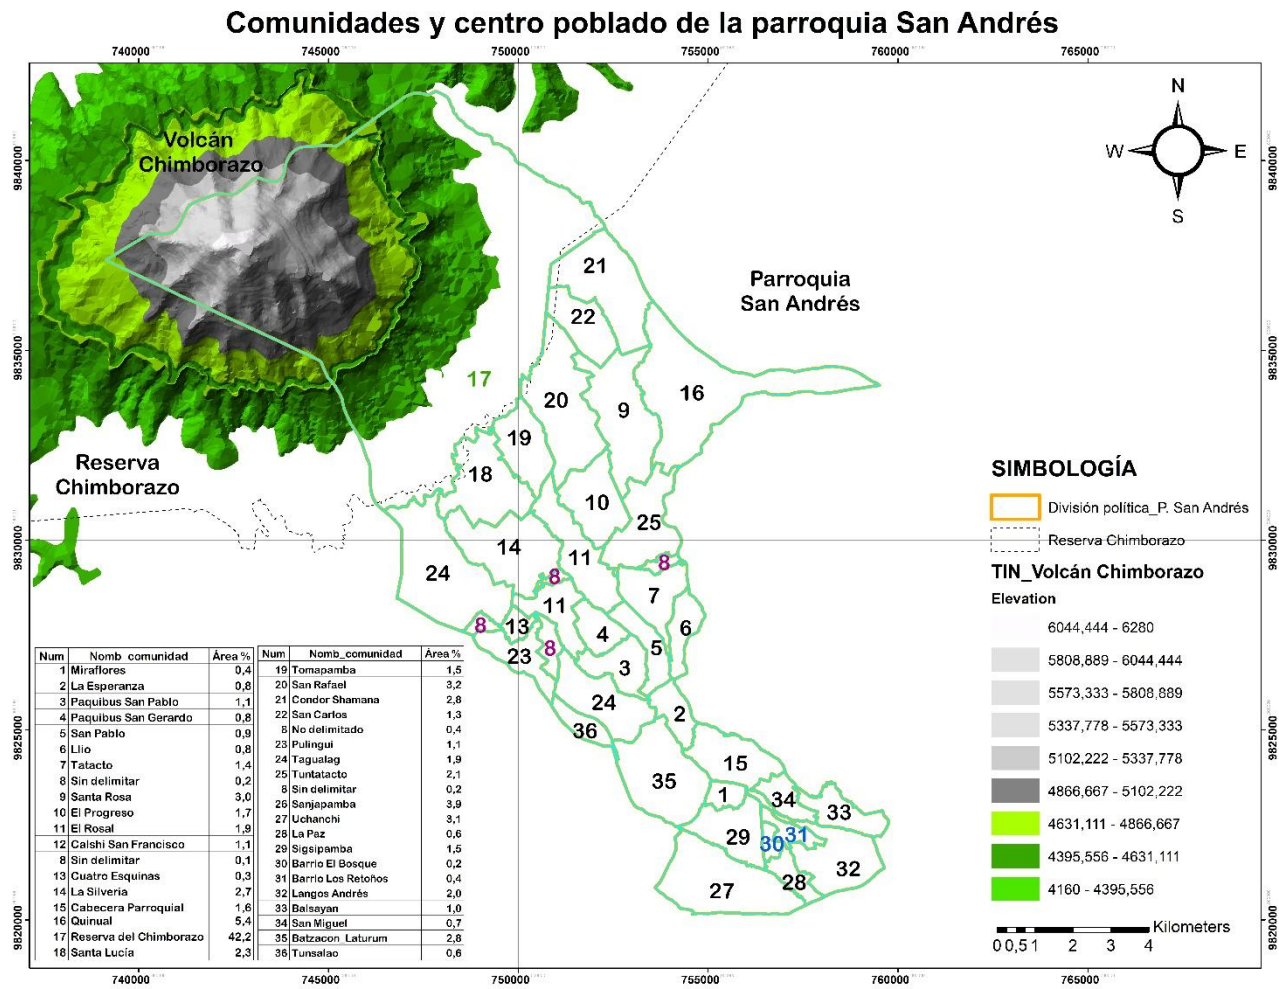 Comunidades y centro poblado de la parroquia San Andrés
740000 745000 750000 755000 760000 765000
9840000
9840000
Volcán
Chimborazo
N
W E
S
21
Parroquia
San Andrés
22
9835000
9835000
17
20
9
16
19
Reserva
Chimborazo
18
10
25
SIMBOLOGÍA
División política_P. San Andrés
Reserva Chimborazo
9830000
9830000
14
11
8
8
24
7
11
8
13
4
6
8
5
23
3
24
2
36
TIN_Volcán Chimborazo
Elevation
6044,444 - 6280
5808,889 - 6044,444
5573,333 - 5808,889
5337,778 - 5573,333
5102,222 - 5337,778
4866,667 - 5102,222
4631,111 - 4866,667
4395,556 - 4631,111
4160 - 4395,556
9825000
9825000
15
35
1
34
33
29
30
31
32
28
27
Num Nomb_comunidad Área %
1 Miraflores 0,4
2 La Esperanza 0,8
3 Paquibus San Pablo 1,1
4 Paquibus San Gerardo 0,8
5 San Pablo 0,9
6 Llio 0,8
7 Tatacto 1,4
8 Sin delimitar 0,2
9 Santa Rosa 3,0
10 El Progreso 1,7
11 El Rosal 1,9
12 Calshi San Francisco 1,1
8 Sin delimitar 0,1
13 Cuatro Esquinas 0,3
14 La Silveria 2,7
15 Cabecera Parroquial 1,6
16 Quinual 5,4
17 Reserva del Chimborazo 42,2
18 Santa Lucía 2,3
Num Nomb_comunidad Área %
19 Tomapamba 1,5
20 San Rafael 3,2
21 Condor Shamana 2,8
22 San Carlos 1,3
8 No delimitado 0,4
23 Pulingui 1,1
24 Tagualag 1,9
25 Tuntatacto 2,1
8 Sin delimitar 0,2
26 Sanjapamba 3,9
27 Uchanchi 3,1
28 La Paz 0,6
29 Sigsipamba 1,5
30 Barrio El Bosque 0,2
31 Barrio Los Retoños 0,4
32 Langos Andrés 2,0
33 Balsayan 1,0
34 San Miguel 0,7
35 Batzacon_Laturum 2,8
36 Tunsalao 0,6
9820000
9820000
Kilometers
0 0,5 1 2 3 4
740000 745000 750000 755000 760000 765000